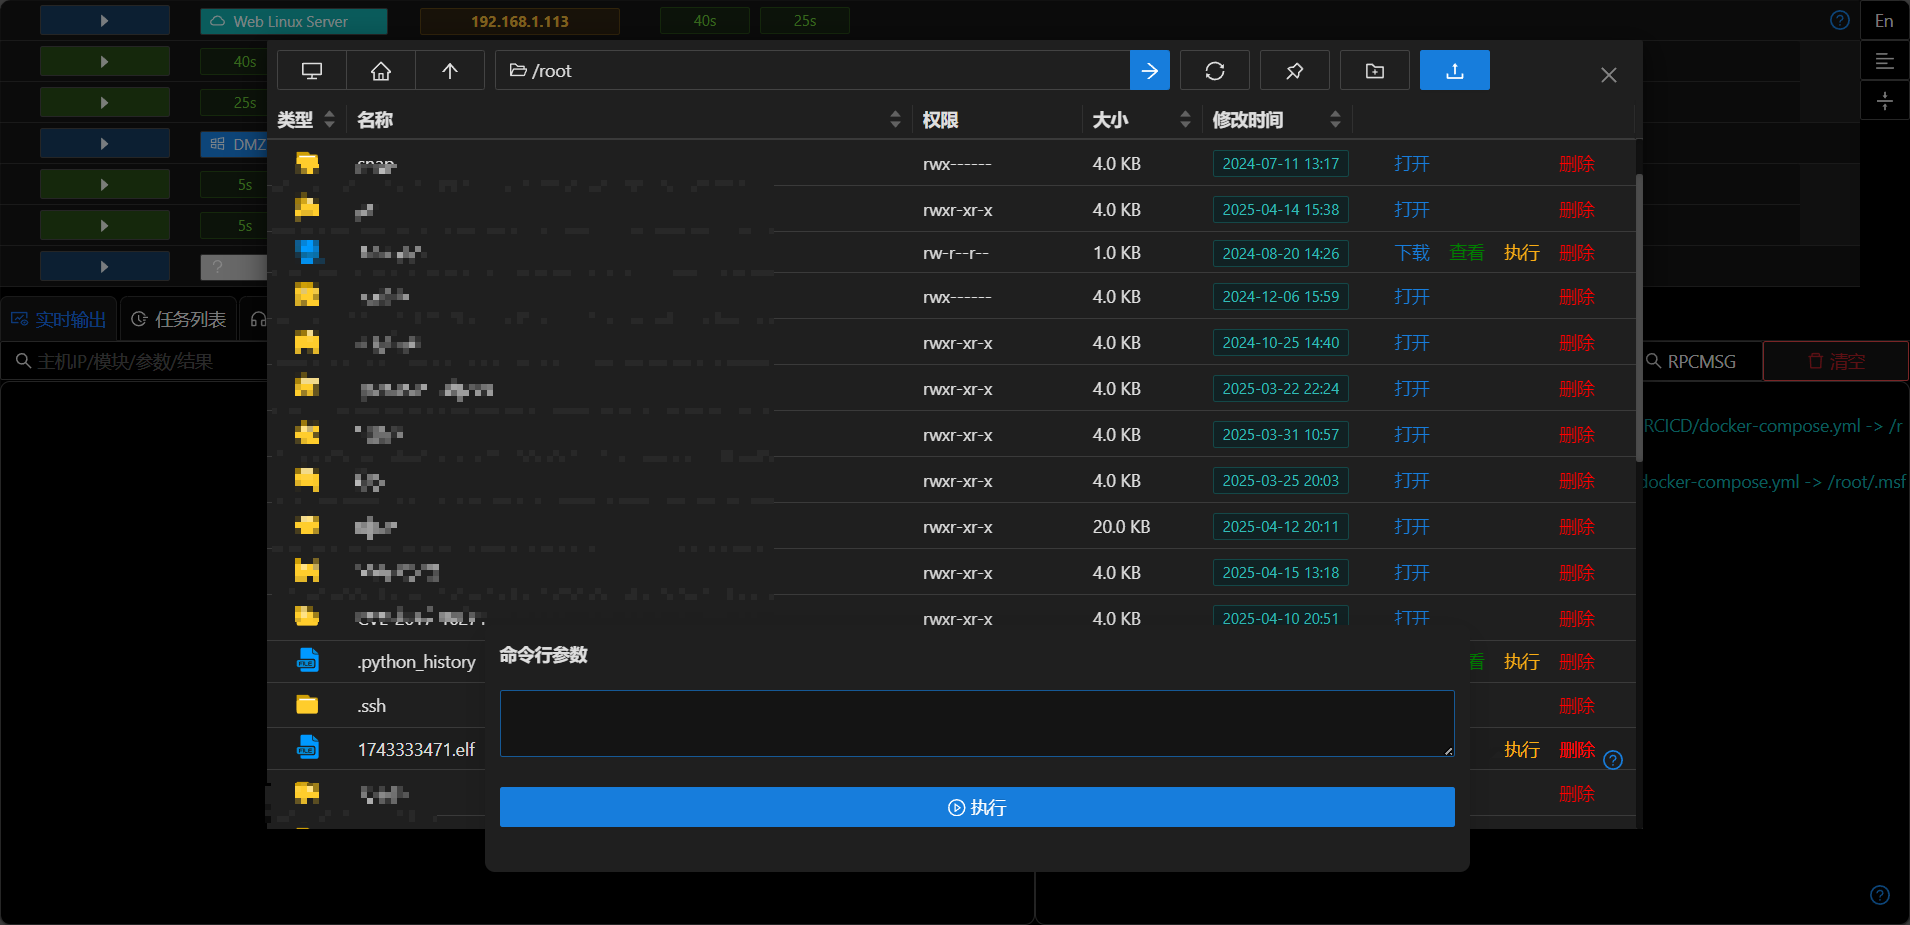 Web Linux Server 192.168.1.113 40s 25s En
40s
25s
DMZ
5s
5s
?
实时输出 任务列表
主机IP/模块/参数/结果
RPCMSG 清空
RCICD/docker-compose.yml -> /r
docker-compose.yml -> /root/.msf
/root
类型 名称 权限 大小 修改时间
rwx------ 4.0 KB 2024-07-11 13:17 打开 删除
rwxr-xr-x 4.0 KB 2025-04-14 15:38 打开 删除
rw-r--r-- 1.0 KB 2024-08-20 14:26 下载 查看 执行 删除
rwx------ 4.0 KB 2024-12-06 15:59 打开 删除
rwxr-xr-x 4.0 KB 2024-10-25 14:40 打开 删除
rwxr-xr-x 4.0 KB 2025-03-22 22:24 打开 删除
rwxr-xr-x 4.0 KB 2025-03-31 10:57 打开 删除
rwxr-xr-x 4.0 KB 2025-03-25 20:03 打开 删除
rwxr-xr-x 20.0 KB 2025-04-12 20:11 打开 删除
rwxr-xr-x 4.0 KB 2025-04-15 13:18 打开 删除
rwxr-xr-x 4.0 KB 2025-04-10 20:51 打开 删除
.python_history 看 执行 删除
.ssh 删除
1743333471.elf 执行 删除
删除
命令行参数
执行